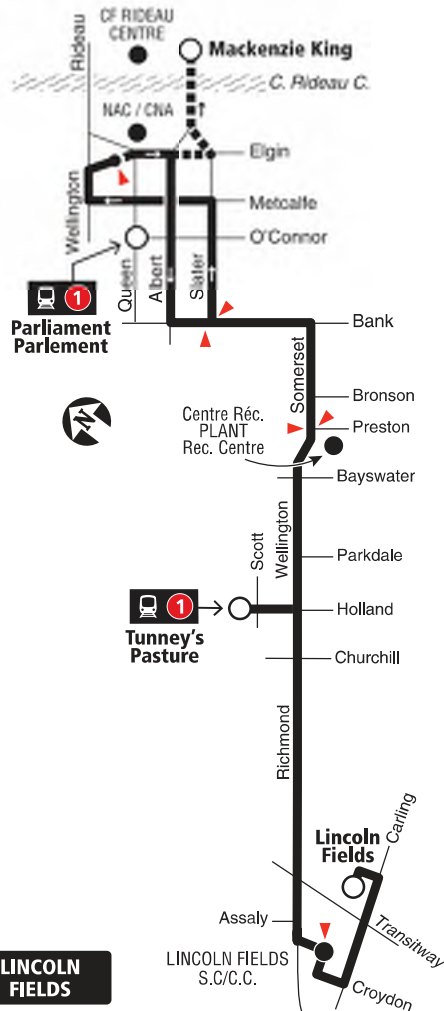 CF RIDEAU
CENTRE
Mackenzie King
Rideau
C. Rideau C.
NAC / CNA
Elgin
Wellington
Metcalfe
O'Connor
1
Parliament
Parlement
Queen
Albert
Slater
Bank
Somerset
Bronson
N
Centre Réc.
PLANT
Rec. Centre
Preston
Bayswater
Scott
Wellington
Parkdale
1
Holland
Tunney's
Pasture
Churchill
Richmond
Lincoln
Fields
Carling
Transitway
Assaly
LINCOLN FIELDS
S.C/C.C.
Croydon
LINCOLN
FIELDS